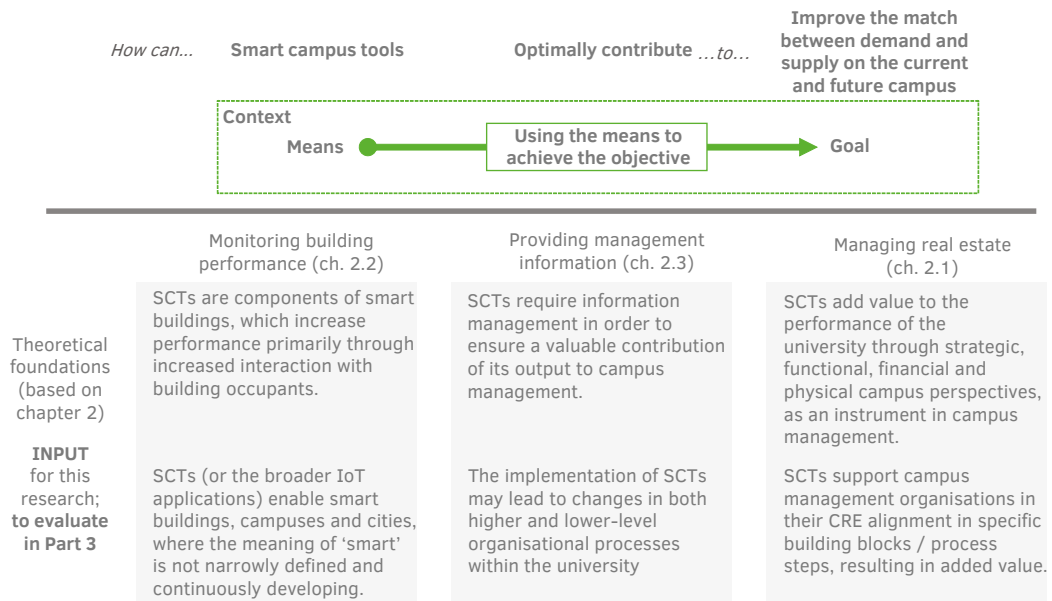 How can...
Smart campus tools
Optimally contribute
...to...
Improve the match
between demand and
supply on the current
and future campus
Context
Means
Using the means to
achieve the objective
Goal
Monitoring building
performance (ch. 2.2)
Providing management
information (ch. 2.3)
Managing real estate
(ch. 2.1)
Theoretical
foundations
(based on
chapter 2)
INPUT
for this
research;
to evaluate
in Part 3
SCTs are components of smart
buildings, which increase
performance primarily through
increased interaction with
building occupants.
SCTs require information
management in order to
ensure a valuable contribution
of its output to campus
management.
SCTs add value to the
performance of the
university through strategic,
functional, financial and
physical campus perspectives,
as an instrument in campus
management.
SCTs (or the broader IoT
applications) enable smart
buildings, campuses and cities,
where the meaning of ‘smart’
is not narrowly defined and
continuously developing.
The implementation of SCTs
may lead to changes in both
higher and lower-level
organisational processes
within the university
SCTs support campus
management organisations in
their CRE alignment in specific
building blocks / process
steps, resulting in added value.